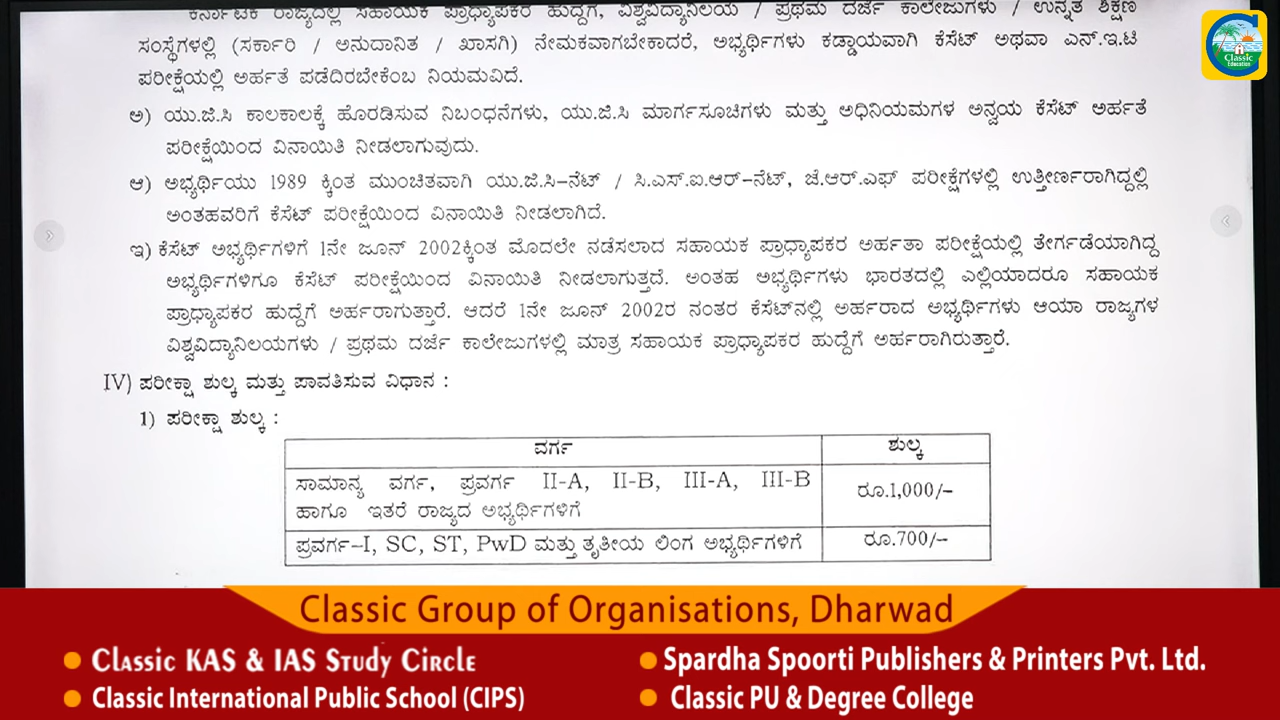 ಕರ್ನಾಟಕ ರಾಜ್ಯದಲ್ಲಿ ಸಹಾಯಕ ಪ್ರಾಧ್ಯಾಪಕರ ಹುದ್ದೆಗೆ, ವಿಶ್ವವಿದ್ಯಾನಿಲಯ / ಪ್ರಥಮ ದರ್ಜೆ ಕಾಲೇಜುಗಳು / ಉನ್ನತ ಶಿಕ್ಷಣ
ಸಂಸ್ಥೆಗಳಲ್ಲಿ (ಸರ್ಕಾರಿ / ಅನುದಾನಿತ / ಖಾಸಗಿ) ನೇಮಕವಾಗಬೇಕಾದರೆ, ಅಭ್ಯರ್ಥಿಗಳು ಕಡ್ಡಾಯವಾಗಿ ಕೆಸೆಟ್ ಅಥವಾ ಎನ್.ಇ.ಟಿ
ಪರೀಕ್ಷೆಯಲ್ಲಿ ಅರ್ಹತೆ ಪಡೆದಿರಬೇಕೆಂಬ ನಿಯಮವಿದೆ.
ಅ) ಯು.ಜಿ.ಸಿ ಕಾಲಕಾಲಕ್ಕೆ ಹೊರಡಿಸುವ ನಿಬಂಧನೆಗಳು, ಯು.ಜಿ.ಸಿ ಮಾರ್ಗಸೂಚಿಗಳು ಮತ್ತು ಅಧಿನಿಯಮಗಳ ಅನ್ವಯ ಕೆಸೆಟ್ ಅರ್ಹತೆ
ಪರೀಕ್ಷೆಯಿಂದ ವಿನಾಯಿತಿ ನೀಡಲಾಗುವುದು.
ಆ) ಅಭ್ಯರ್ಥಿಯು 1989 ಕ್ಕಿಂತ ಮುಂಚಿತವಾಗಿ ಯು.ಜಿ.ಸಿ-ನೆಟ್ / ಸಿ.ಎಸ್.ಐ.ಆರ್-ನೆಟ್, ಜೆ.ಆರ್.ಎಫ್ ಪರೀಕ್ಷೆಗಳಲ್ಲಿ ಉತ್ತೀರ್ಣರಾಗಿದ್ದಲ್ಲಿ
ಅಂತಹವರಿಗೆ ಕೆಸೆಟ್ ಪರೀಕ್ಷೆಯಿಂದ ವಿನಾಯಿತಿ ನೀಡಲಾಗಿದೆ.
ಇ) ಕೆಸೆಟ್ ಅಭ್ಯರ್ಥಿಗಳಿಗೆ 1ನೇ ಜೂನ್ 2002ಕ್ಕಿಂತ ಮೊದಲೇ ನಡೆಸಲಾದ ಸಹಾಯಕ ಪ್ರಾಧ್ಯಾಪಕರ ಅರ್ಹತಾ ಪರೀಕ್ಷೆಯಲ್ಲಿ ತೇರ್ಗಡೆಯಾಗಿದ್ದ
ಅಭ್ಯರ್ಥಿಗಳಿಗೂ ಕೆಸೆಟ್ ಪರೀಕ್ಷೆಯಿಂದ ವಿನಾಯಿತಿ ನೀಡಲಾಗುತ್ತದೆ. ಅಂತಹ ಅಭ್ಯರ್ಥಿಗಳು ಭಾರತದಲ್ಲಿ ಎಲ್ಲಿಯಾದರೂ ಸಹಾಯಕ
ಪ್ರಾಧ್ಯಾಪಕರ ಹುದ್ದೆಗೆ ಅರ್ಹರಾಗುತ್ತಾರೆ. ಆದರೆ 1ನೇ ಜೂನ್ 2002ರ ನಂತರ ಕೆಸೆಟ್‌ನಲ್ಲಿ ಅರ್ಹರಾದ ಅಭ್ಯರ್ಥಿಗಳು ಆಯಾ ರಾಜ್ಯಗಳ
ವಿಶ್ವವಿದ್ಯಾನಿಲಯಗಳು / ಪ್ರಥಮ ದರ್ಜೆ ಕಾಲೇಜುಗಳಲ್ಲಿ ಮಾತ್ರ ಸಹಾಯಕ ಪ್ರಾಧ್ಯಾಪಕರ ಹುದ್ದೆಗೆ ಅರ್ಹರಾಗಿರುತ್ತಾರೆ.
IV) ಪರೀಕ್ಷಾ ಶುಲ್ಕ ಮತ್ತು ಪಾವತಿಸುವ ವಿಧಾನ :
1) ಪರೀಕ್ಷಾ ಶುಲ್ಕ :
ವರ್ಗ ಶುಲ್ಕ
ಸಾಮಾನ್ಯ ವರ್ಗ, ಪ್ರವರ್ಗ II-A, II-B, III-A, III-B
ಹಾಗೂ ಇತರೆ ರಾಜ್ಯದ ಅಭ್ಯರ್ಥಿಗಳಿಗೆ ರೂ.1,000/-
ಪ್ರವರ್ಗ-I, SC, ST, PwD ಮತ್ತು ತೃತೀಯ ಲಿಂಗ ಅಭ್ಯರ್ಥಿಗಳಿಗೆ ರೂ.700/-
Classic Education
Classic Group of Organisations, Dharwad
Classic KAS & IAS Study Circle
Spardha Spoorti Publishers & Printers Pvt. Ltd.
Classic International Public School (CIPS)
Classic PU & Degree College